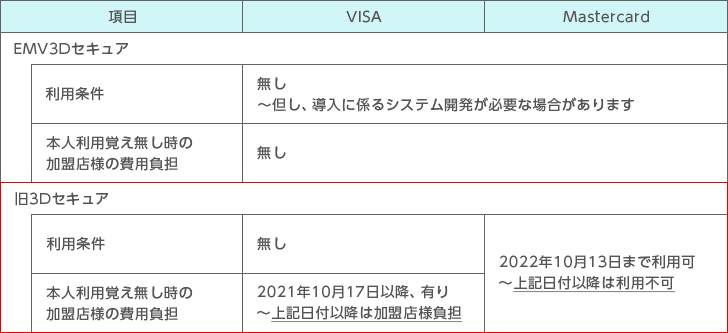 項目 VISA Mastercard
EMV3Dセキュア
利用条件
無し
～但し、導入に係るシステム開発が必要な場合があります
本人利用覚え無し時の
加盟店様の費用負担
無し
旧3Dセキュア
利用条件
無し
本人利用覚え無し時の
加盟店様の費用負担
2021年10月17日以降、有り
～上記日付以降は加盟店様負担
2022年10月13日まで利用可
～上記日付以降は利用不可